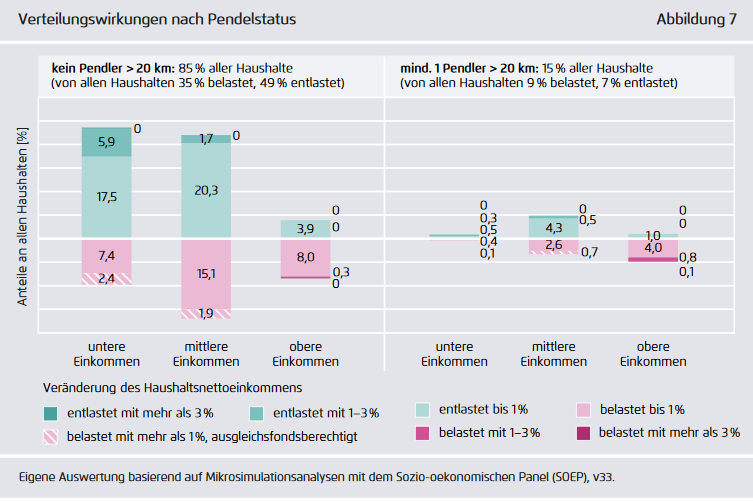 Verteilungswirkungen nach Pendelstatus
Abbildung 7
kein Pendler > 20 km: 85 % aller Haushalte
(von allen Haushalten 35 % belastet, 49 % entlastet)
mind. 1 Pendler > 20 km: 15 % aller Haushalte
(von allen Haushalten 9 % belastet, 7 % entlastet)
Anteile an allen Haushalten [%]
0
5,9
17,5
7,4
2,4
0
1,7
20,3
15,1
1,9
0
0
3,9
8,0
0,3
0
0
0,3
0,5
0,4
0,1
0
0,5
4,3
2,6
0,7
0
0
1,0
4,0
0,8
0,1
untere
Einkommen
mittlere
Einkommen
obere
Einkommen
untere
Einkommen
mittlere
Einkommen
obere
Einkommen
Veränderung des Haushaltsnettoeinkommens
entlastet mit mehr als 3 %
entlastet mit 1–3 %
entlastet bis 1 %
belastet bis 1 %
belastet mit mehr als 1 %, ausgleichsfondsberechtigt
belastet mit 1–3 %
belastet mit mehr als 3 %
Eigene Auswertung basierend auf Mikrosimulationsanalysen mit dem Sozio-oekonomischen Panel (SOEP), v33.